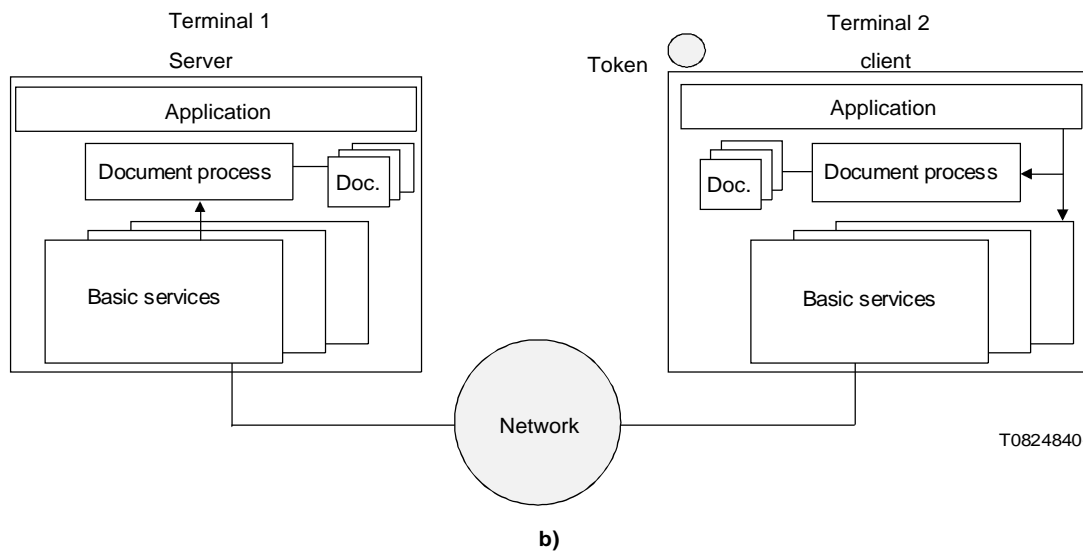 Terminal 1
Terminal 2
Server
Token
client
Application
Application
Document process
Doc.
Doc.
Document process
Basic services
Basic services
Network
T0824840
b)